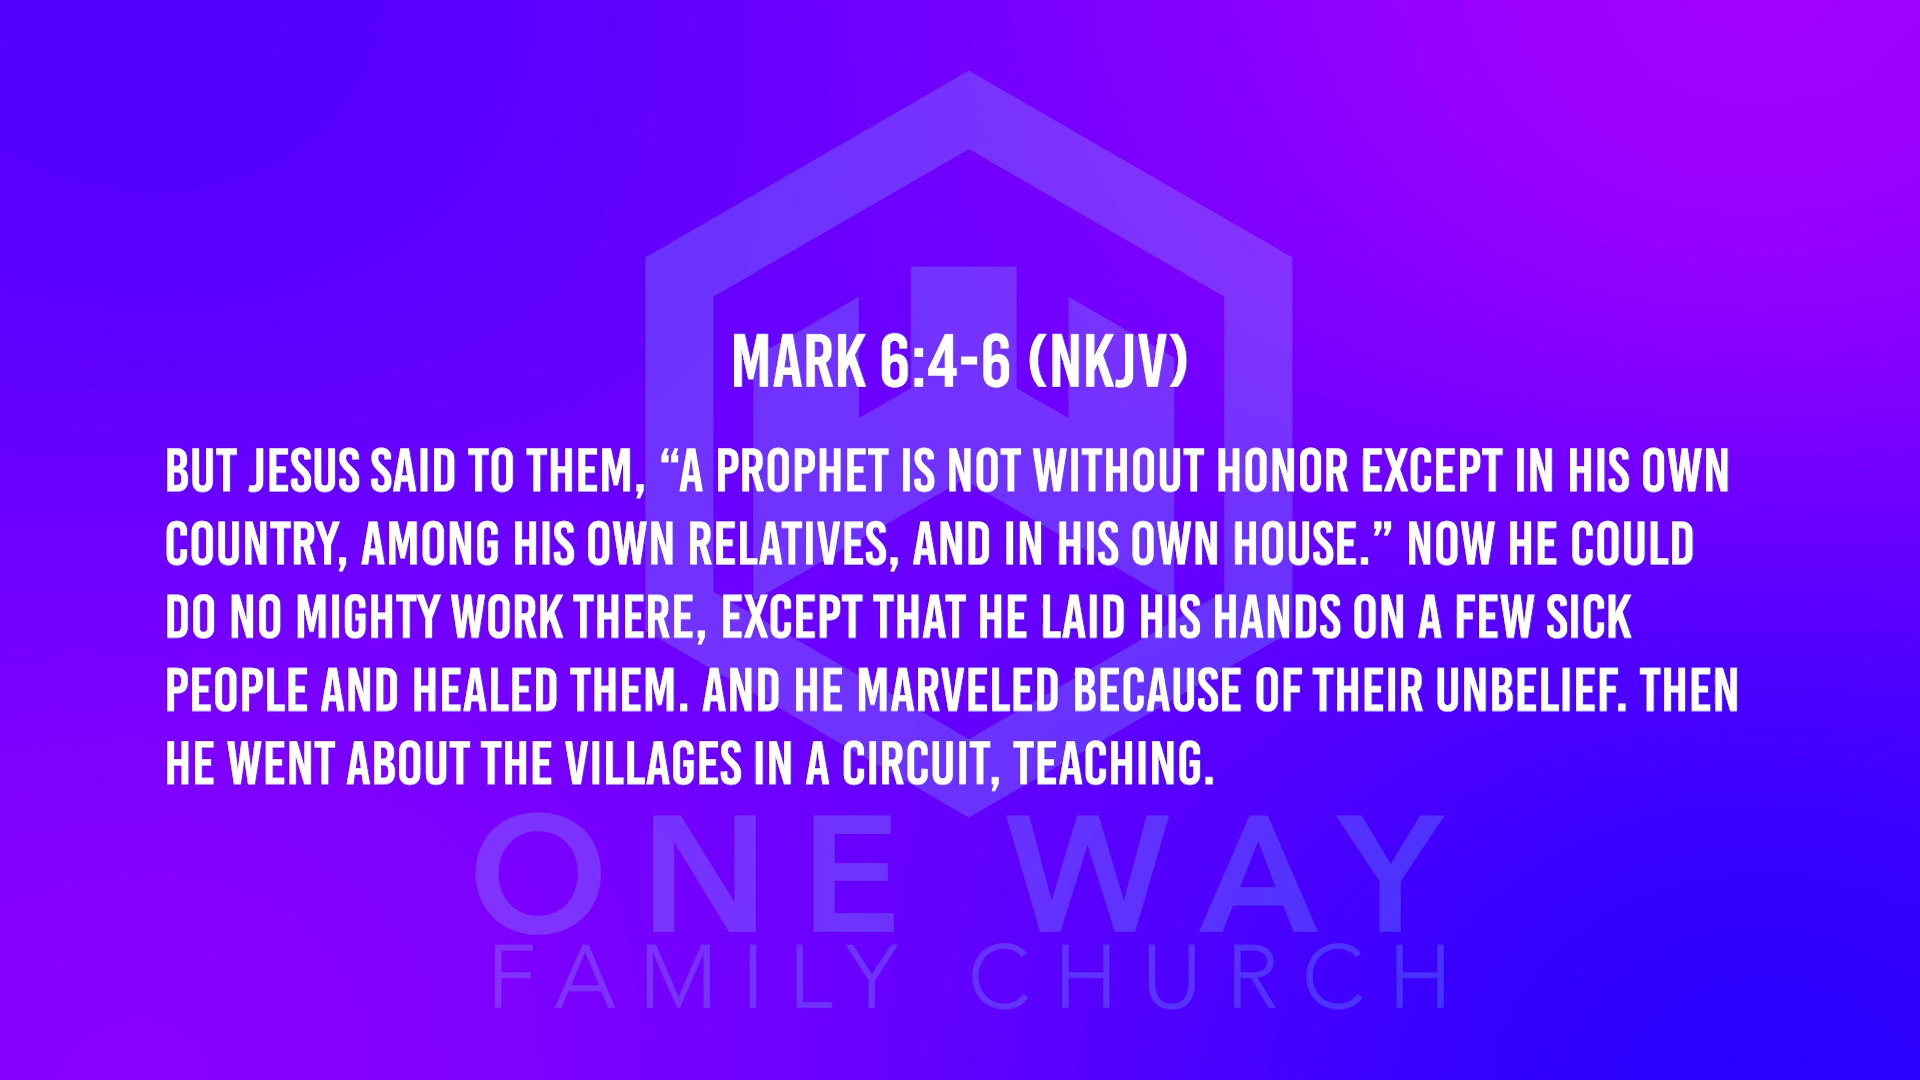 MARK 6:4-6 (NKJV)
BUT JESUS SAID TO THEM, “A PROPHET IS NOT WITHOUT HONOR EXCEPT IN HIS OWN
COUNTRY, AMONG HIS OWN RELATIVES, AND IN HIS OWN HOUSE.” NOW HE COULD
DO NO MIGHTY WORK THERE, EXCEPT THAT HE LAID HIS HANDS ON A FEW SICK
PEOPLE AND HEALED THEM. AND HE MARVELED BECAUSE OF THEIR UNBELIEF. THEN
HE WENT ABOUT THE VILLAGES IN A CIRCUIT, TEACHING.
ONE WAY
FAMILY CHURCH